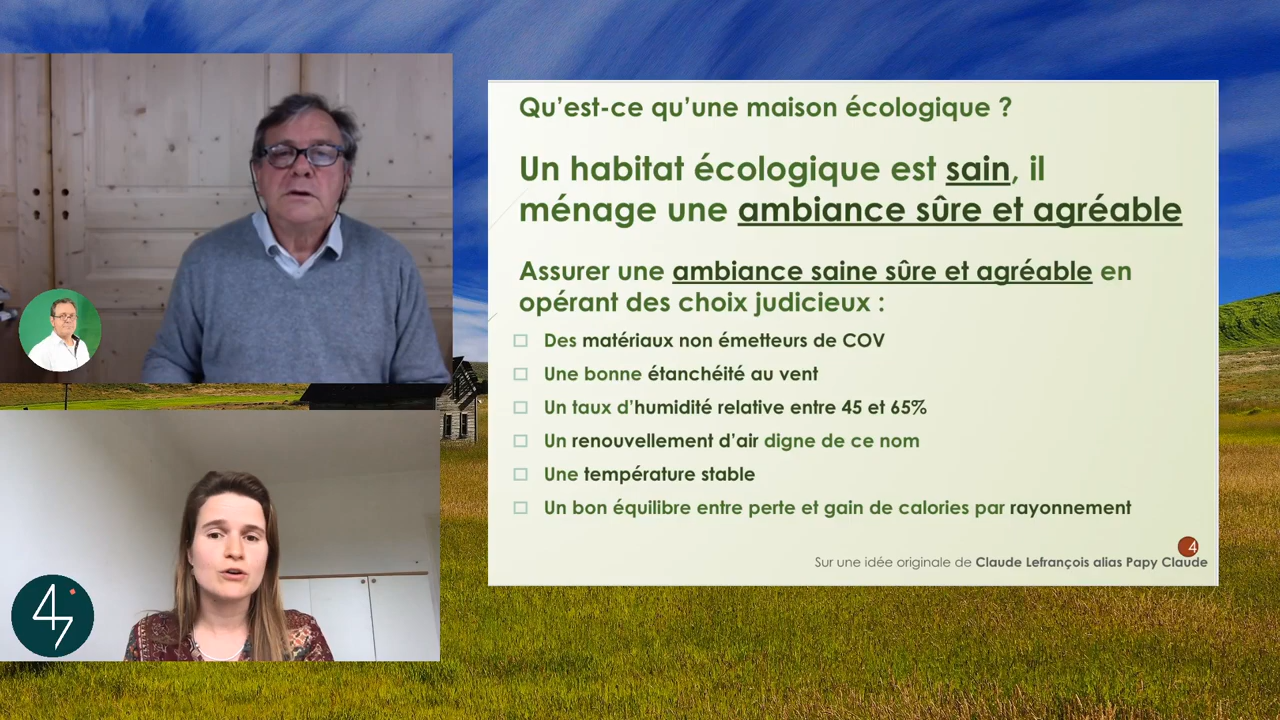 Qu'est-ce qu'une maison écologique ?
Un habitat écologique est sain, il
ménage une ambiance sûre et agréable
Assurer une ambiance saine sûre et agréable en
opérant des choix judicieux :
Des matériaux non émetteurs de COV
Une bonne étanchéité au vent
Un taux d'humidité relative entre 45 et 65%
Un renouvellement d'air digne de ce nom
Une température stable
Un bon équilibre entre perte et gain de calories par rayonnement
4
Sur une idée originale de Claude Lefrançois alias Papy Claude
47